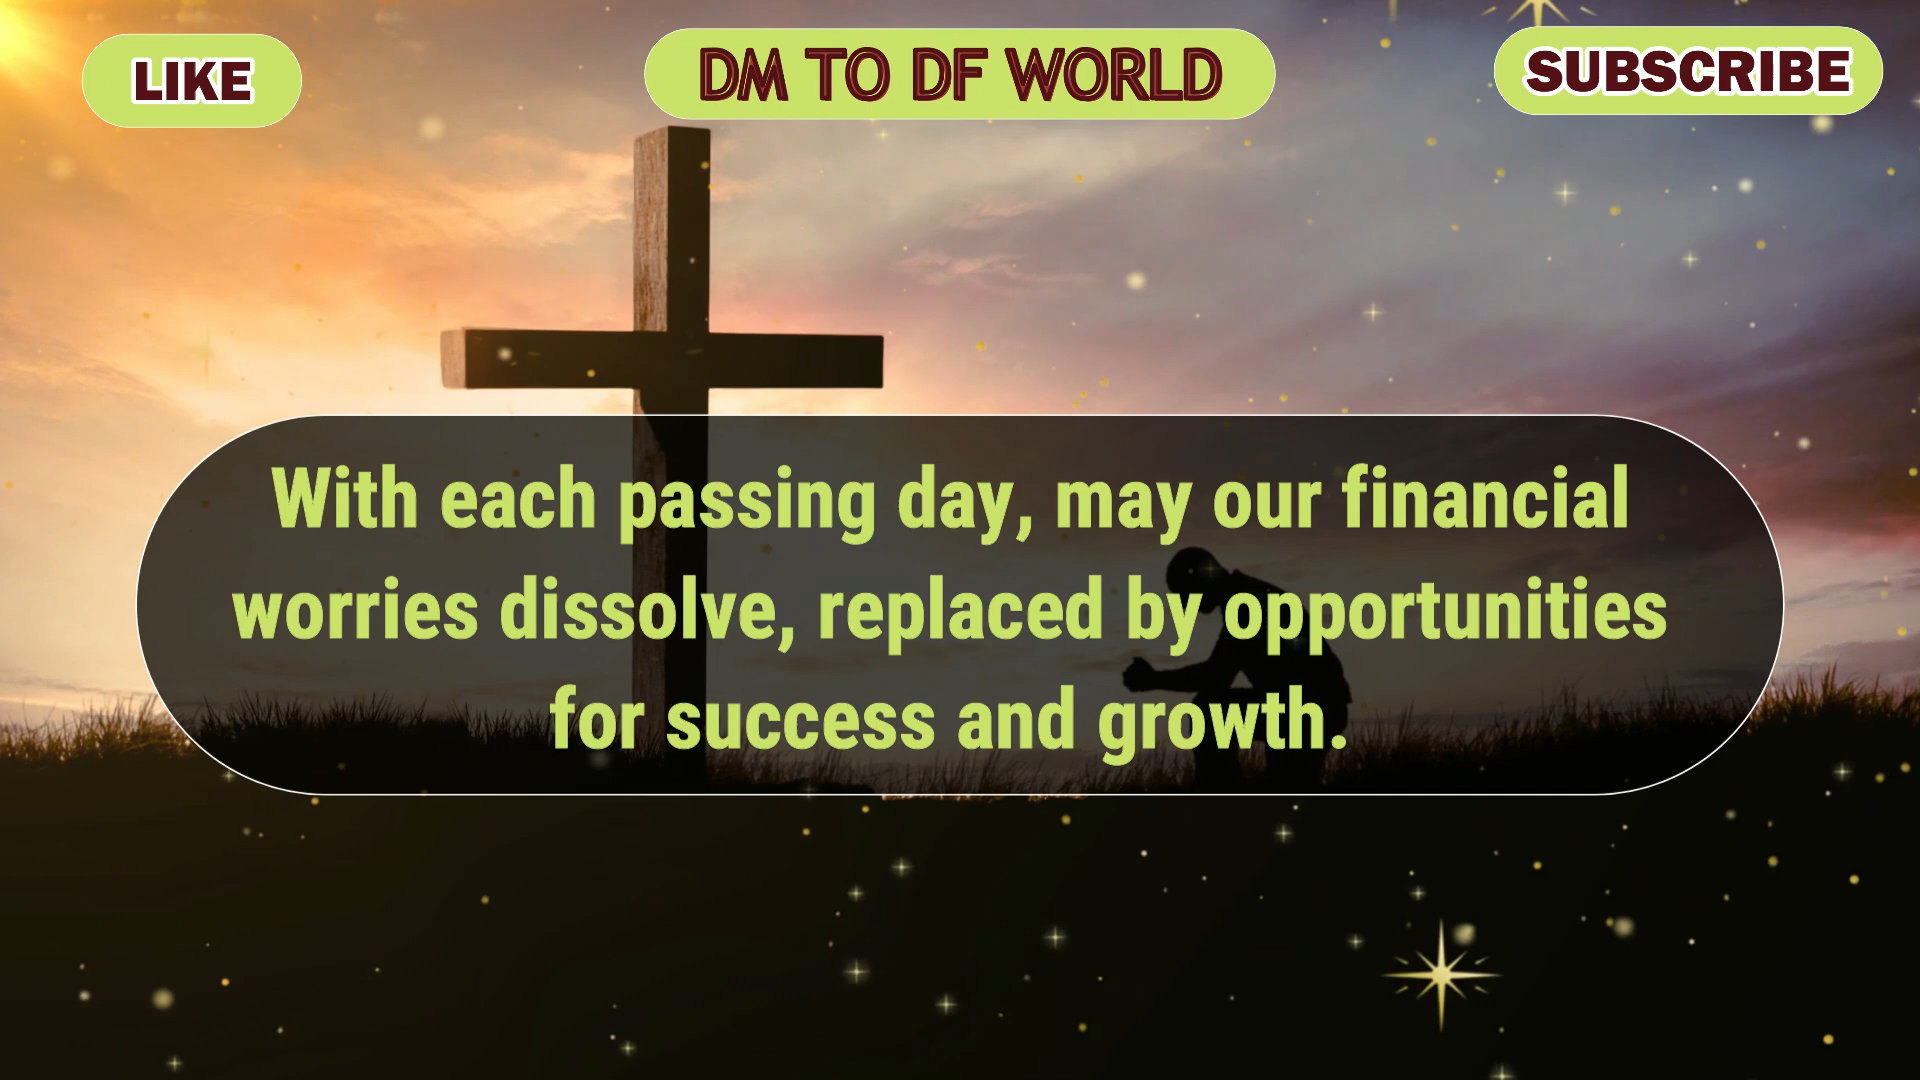 LIKE
DM TO DF WORLD
SUBSCRIBE
With each passing day, may our financial
worries dissolve, replaced by opportunities
for success and growth.